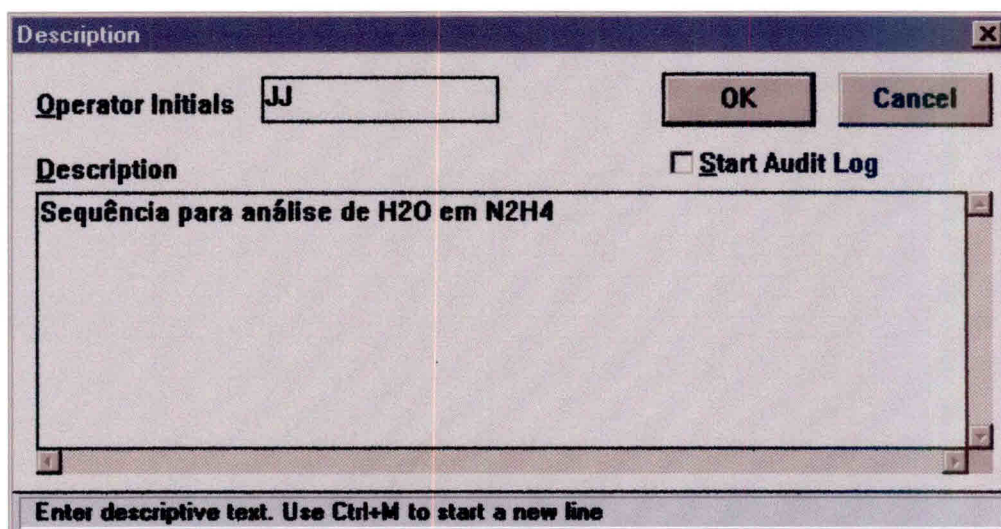 Description
Operator Initials JJ OK Cancel
Description Start Audit Log
Sequência para análise de H2O em N2H4
Enter descriptive text. Use Ctrl+M to start a new line